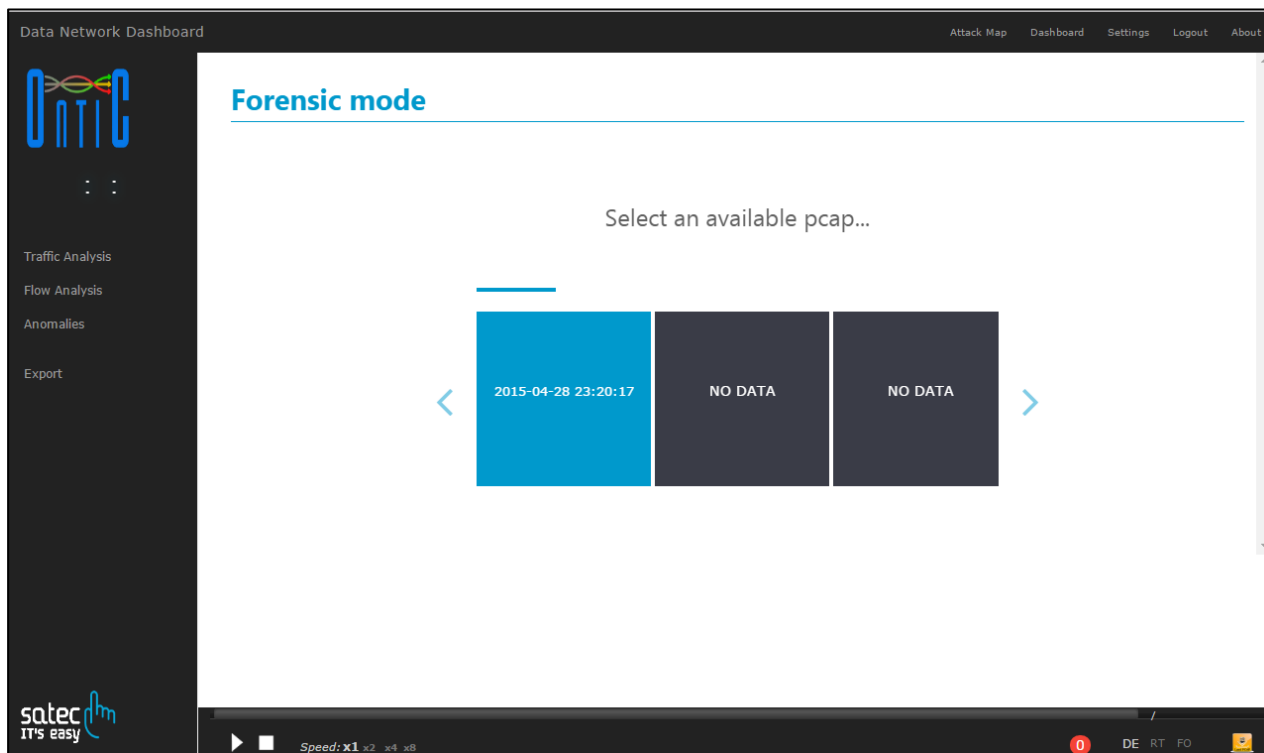 Data Network Dashboard
Attack Map Dashboard Settings Logout About
OnTIC
: :
Forensic mode
Select an available pcap...
Traffic Analysis
Flow Analysis
Anomalies
Export
2015-04-28 23:20:17
NO DATA
NO DATA
satec
IT'S easy
/
Speed: x1 x2 x4 x8
0
DE RT FO